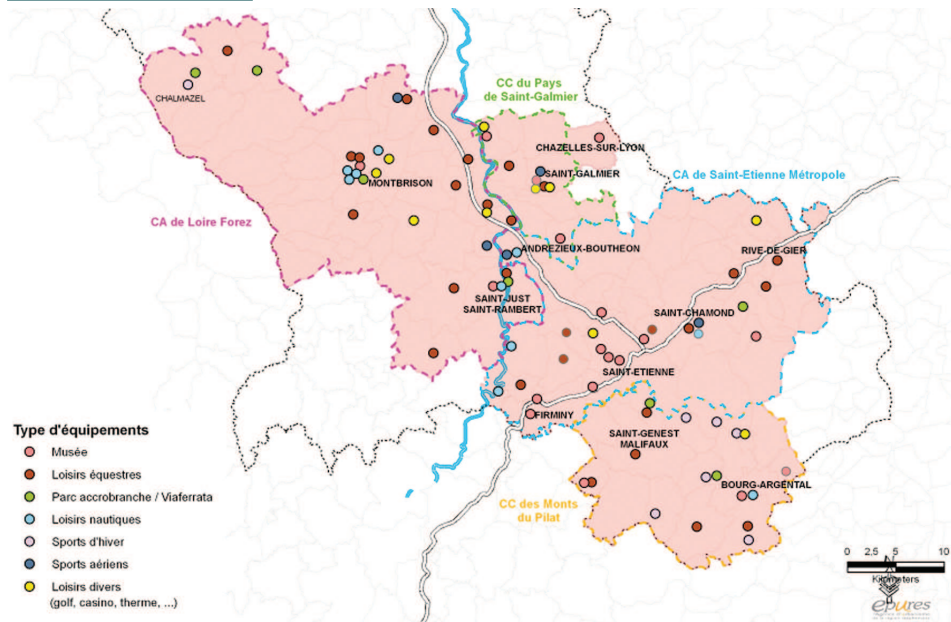 CC du Pays
de Saint-Galmier
CHALMAZEL
CHAZELLES-SUR-LYON
SAINT-GALMIER
CA de Saint-Etienne Métropole
MONTBRISON
CA de Loire Forez
ANDREZIEUX-BOUTHEON
RIVE-DE-GIER
SAINT-JUST
SAINT-RAMBERT
SAINT-CHAMOND
SAINT-ETIENNE
FIRMINY
SAINT-GENEST
MALIFAUX
BOURG-ARGENTAL
CC des Monts
du Pilat
Type d'équipements
Musée
Loisirs équestres
Parc accrobranche / Viaferrata
Loisirs nautiques
Sports d'hiver
Sports aériens
Loisirs divers
(golf, casino, therme, ...)
0 2,5 5 10
Kilometers
epures